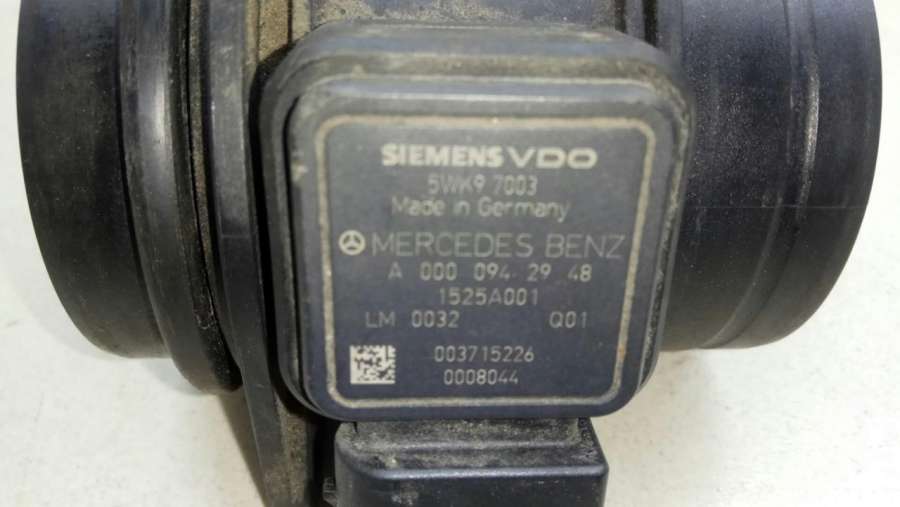 SIEMENS VDO
5WK9 7003
Made in Germany
MERCEDES BENZ
A 000 094 29 48
1525A001
LM 0032 Q01
003715226
0008044